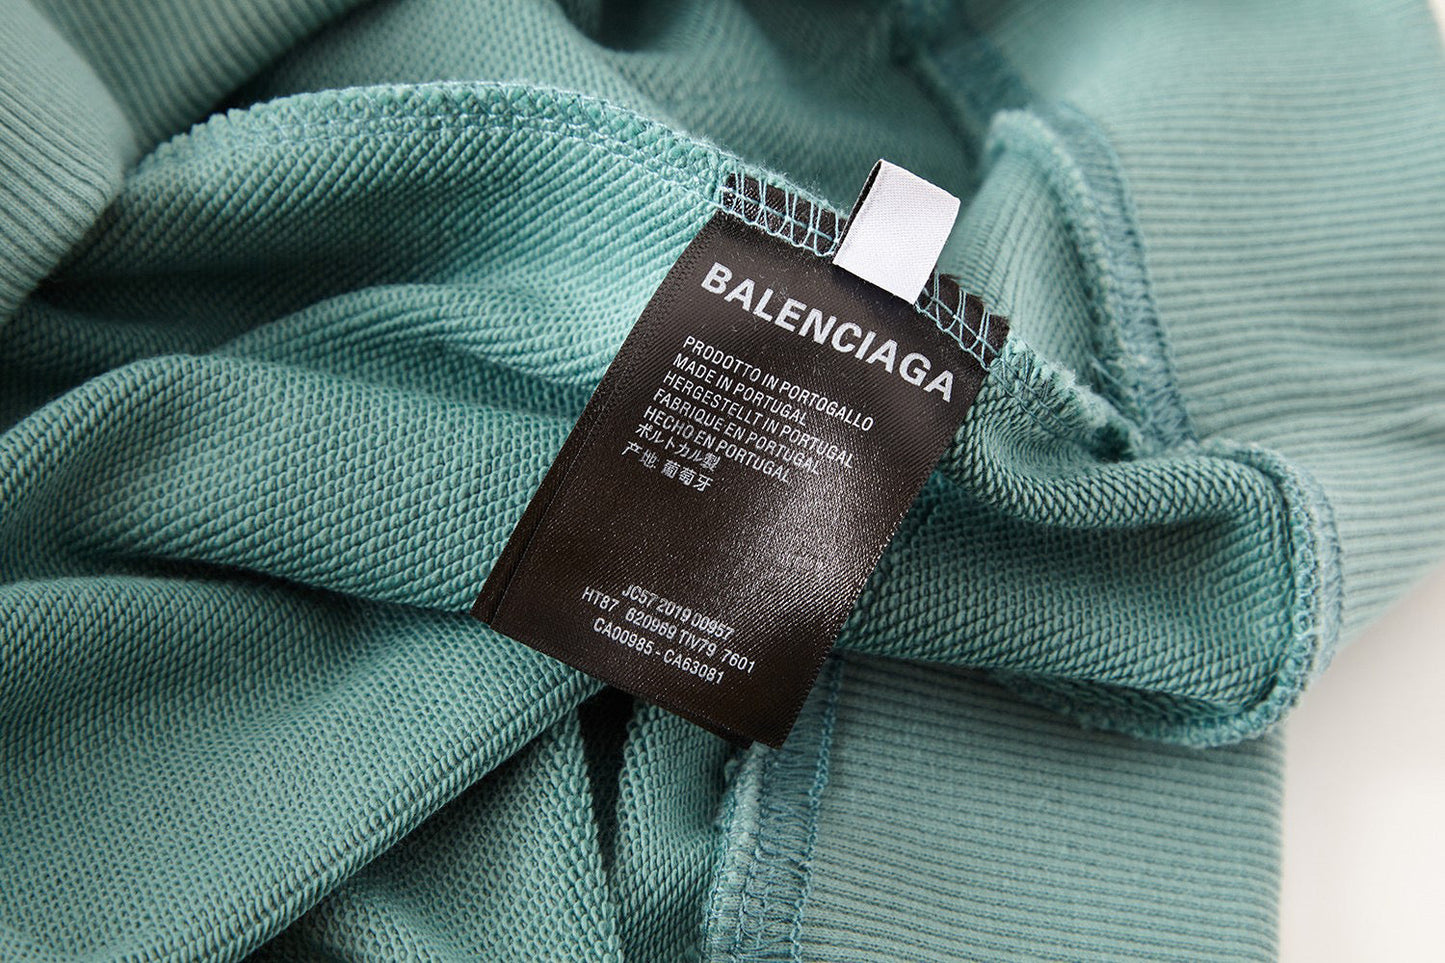 BALENCIAGA
PRODOTTO IN PORTOGALLO
MADE IN PORTUGAL
HERGESTELLT IN PORTUGAL
FABRIQUE EN PORTUGAL
HECHO EN PORTUGAL
ポルトカル製
产地 葡萄牙
JC57 2019 00957
HT87 620969 TIV79 7601
CA00985 - CA63081